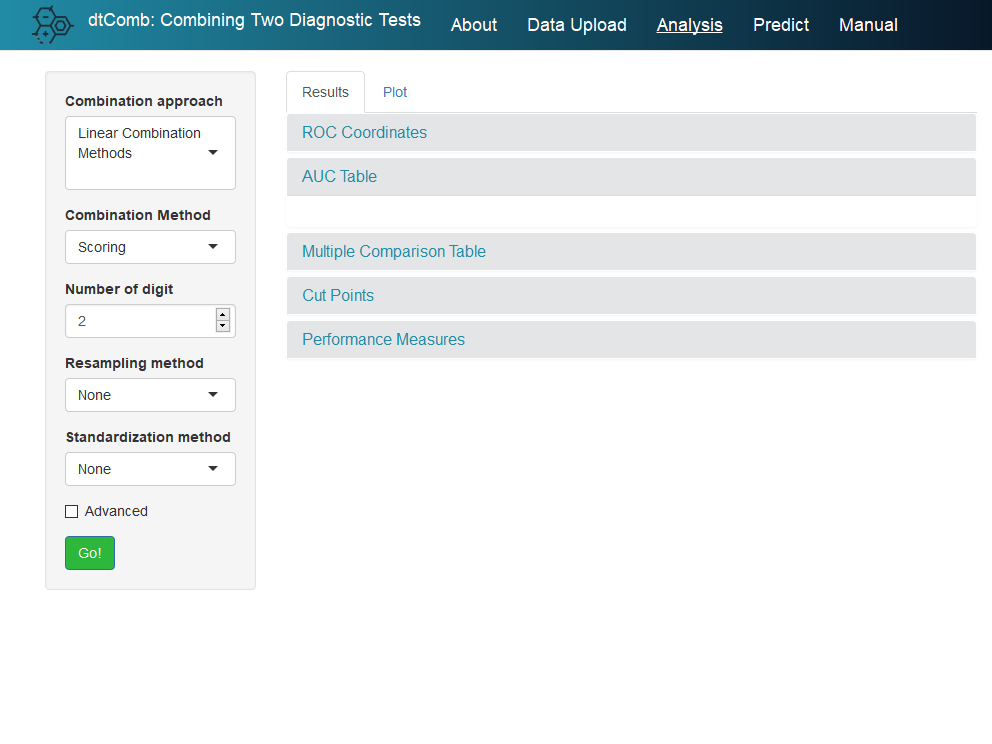 dtComb: Combining Two Diagnostic Tests
About
Data Upload
Analysis
Predict
Manual
Combination approach
Linear Combination
Methods
Combination Method
Scoring
Number of digit
2
Resampling method
None
Standardization method
None
Advanced
Go!
Results
Plot
ROC Coordinates
AUC Table
Multiple Comparison Table
Cut Points
Performance Measures